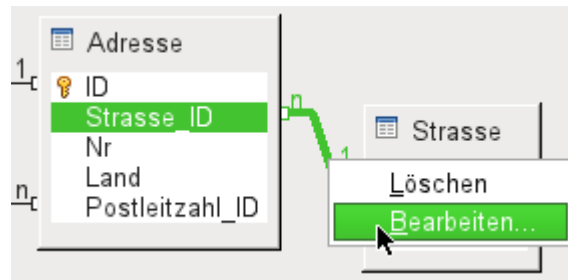 Adresse
1
ID
Strasse_ID
n
Nr
Land
n
Postleitzahl_ID
1
Strasse
Löschen
Bearbeiten...